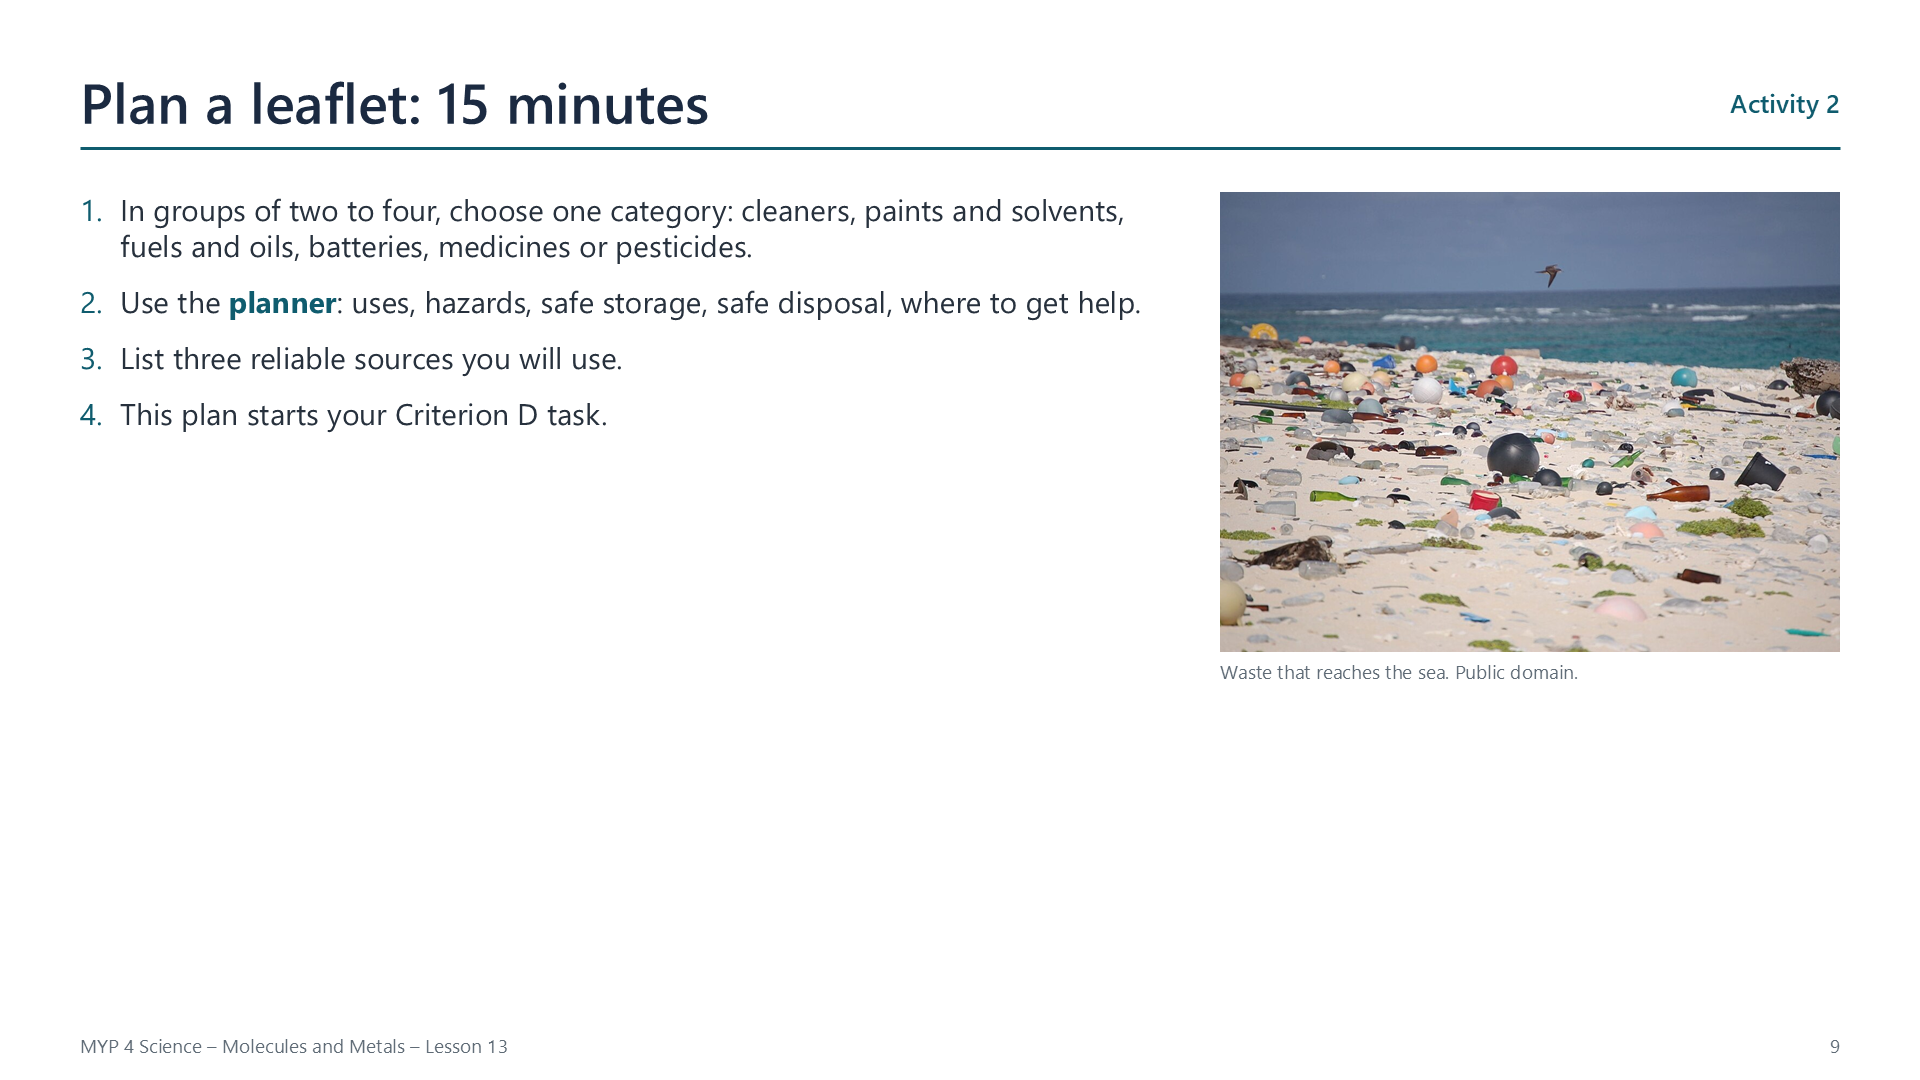 Plan a leaflet: 15 minutes
Activity 2
1. In groups of two to four, choose one category: cleaners, paints and solvents,
fuels and oils, batteries, medicines or pesticides.
2. Use the planner: uses, hazards, safe storage, safe disposal, where to get help.
3. List three reliable sources you will use.
4. This plan starts your Criterion D task.
Waste that reaches the sea. Public domain.
MYP 4 Science – Molecules and Metals – Lesson 13
9